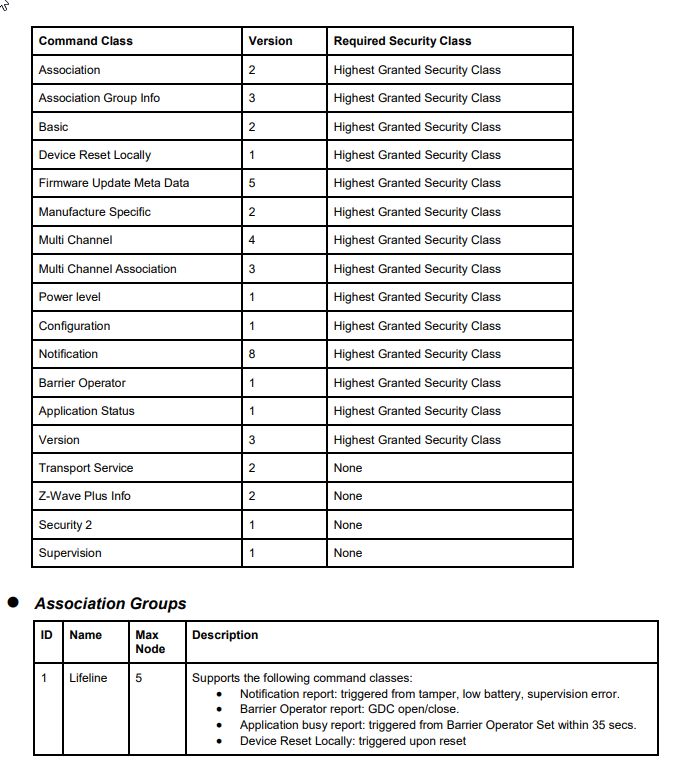 Command Class Version Required Security Class
Association 2 Highest Granted Security Class
Association Group Info 3 Highest Granted Security Class
Basic 2 Highest Granted Security Class
Device Reset Locally 1 Highest Granted Security Class
Firmware Update Meta Data 5 Highest Granted Security Class
Manufacture Specific 2 Highest Granted Security Class
Multi Channel 4 Highest Granted Security Class
Multi Channel Association 3 Highest Granted Security Class
Power level 1 Highest Granted Security Class
Configuration 1 Highest Granted Security Class
Notification 8 Highest Granted Security Class
Barrier Operator 1 Highest Granted Security Class
Application Status 1 Highest Granted Security Class
Version 3 Highest Granted Security Class
Transport Service 2 None
Z-Wave Plus Info 2 None
Security 2 1 None
Supervision 1 None
● Association Groups
ID Name Max Description
Node
1 Lifeline 5 Supports the following command classes:
• Notification report: triggered from tamper, low battery, supervision error.
• Barrier Operator report: GDC open/close.
• Application busy report: triggered from Barrier Operator Set within 35 secs.
• Device Reset Locally: triggered upon reset